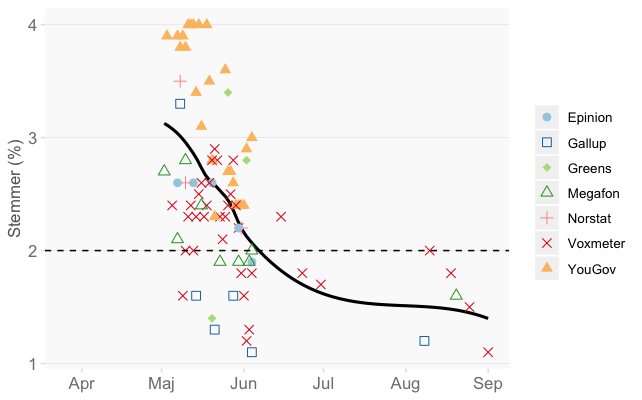 4
3
2
1
Stemmer (%)
Apr Maj Jun Jul Aug Sep
Epinion
Gallup
Greens
Megafon
Norstat
Voxmeter
YouGov